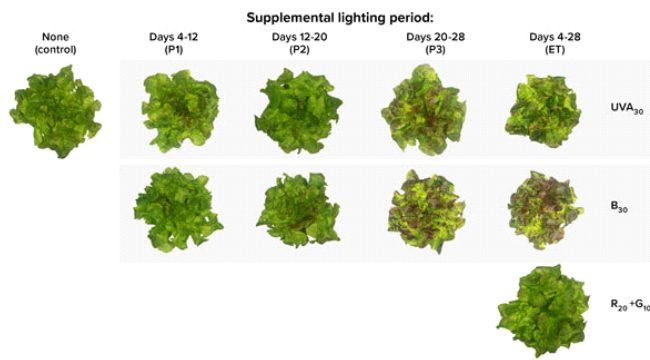 Supplemental lighting period:
None
(control)
Days 4-12
(P1)
Days 12-20
(P2)
Days 20-28
(P3)
Days 4-28
(ET)
UVA₃₀
B₃₀
R₂₀ +G₁₀